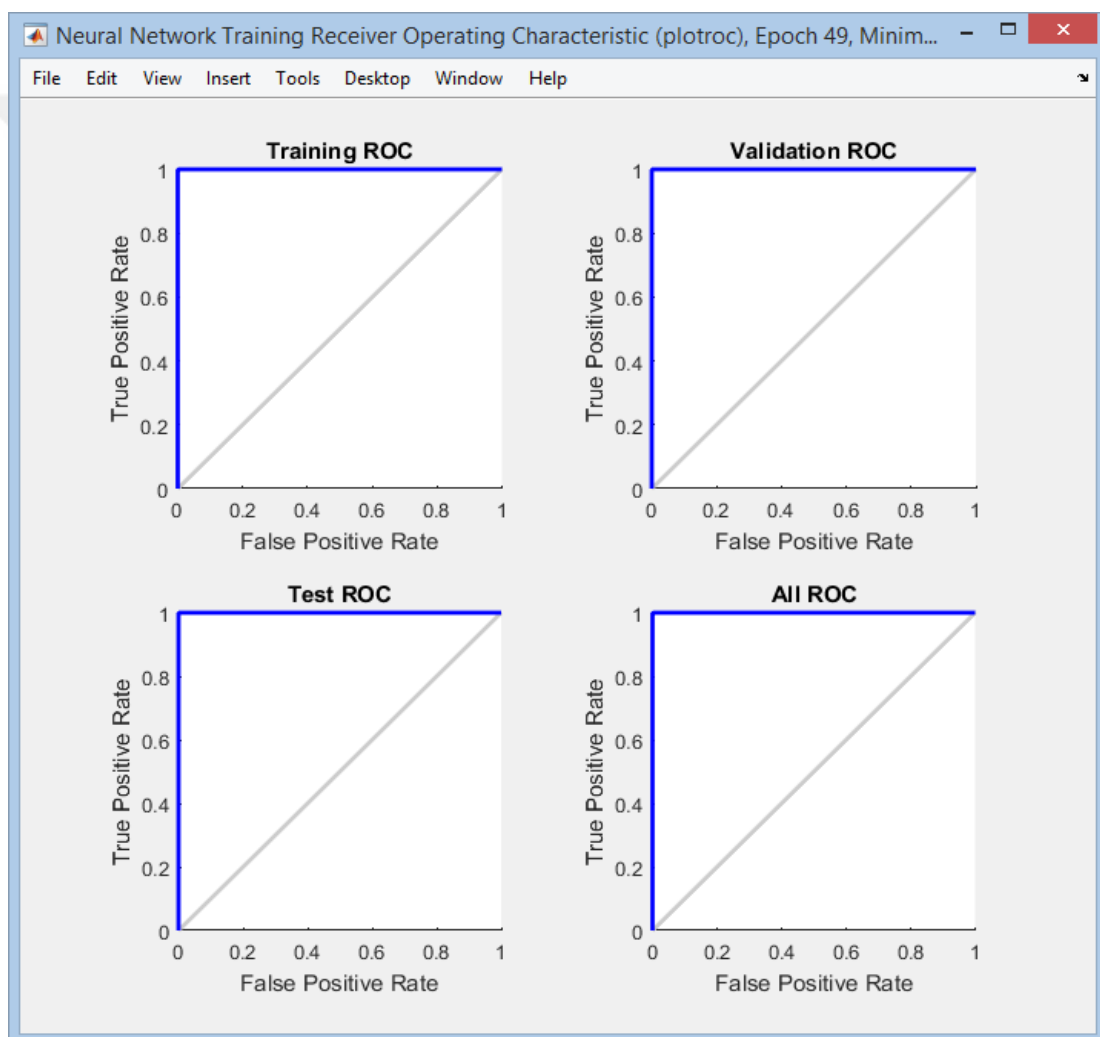 Neural Network Training Receiver Operating Characteristic (plotroc), Epoch 49, Minim...
File Edit View Insert Tools Desktop Window Help
Training ROC
1
0.8
0.6
0.4
0.2
0
True Positive Rate
0 0.2 0.4 0.6 0.8 1
False Positive Rate
Validation ROC
1
0.8
0.6
0.4
0.2
0
True Positive Rate
0 0.2 0.4 0.6 0.8 1
False Positive Rate
Test ROC
1
0.8
0.6
0.4
0.2
0
True Positive Rate
0 0.2 0.4 0.6 0.8 1
False Positive Rate
All ROC
1
0.8
0.6
0.4
0.2
0
True Positive Rate
0 0.2 0.4 0.6 0.8 1
False Positive Rate